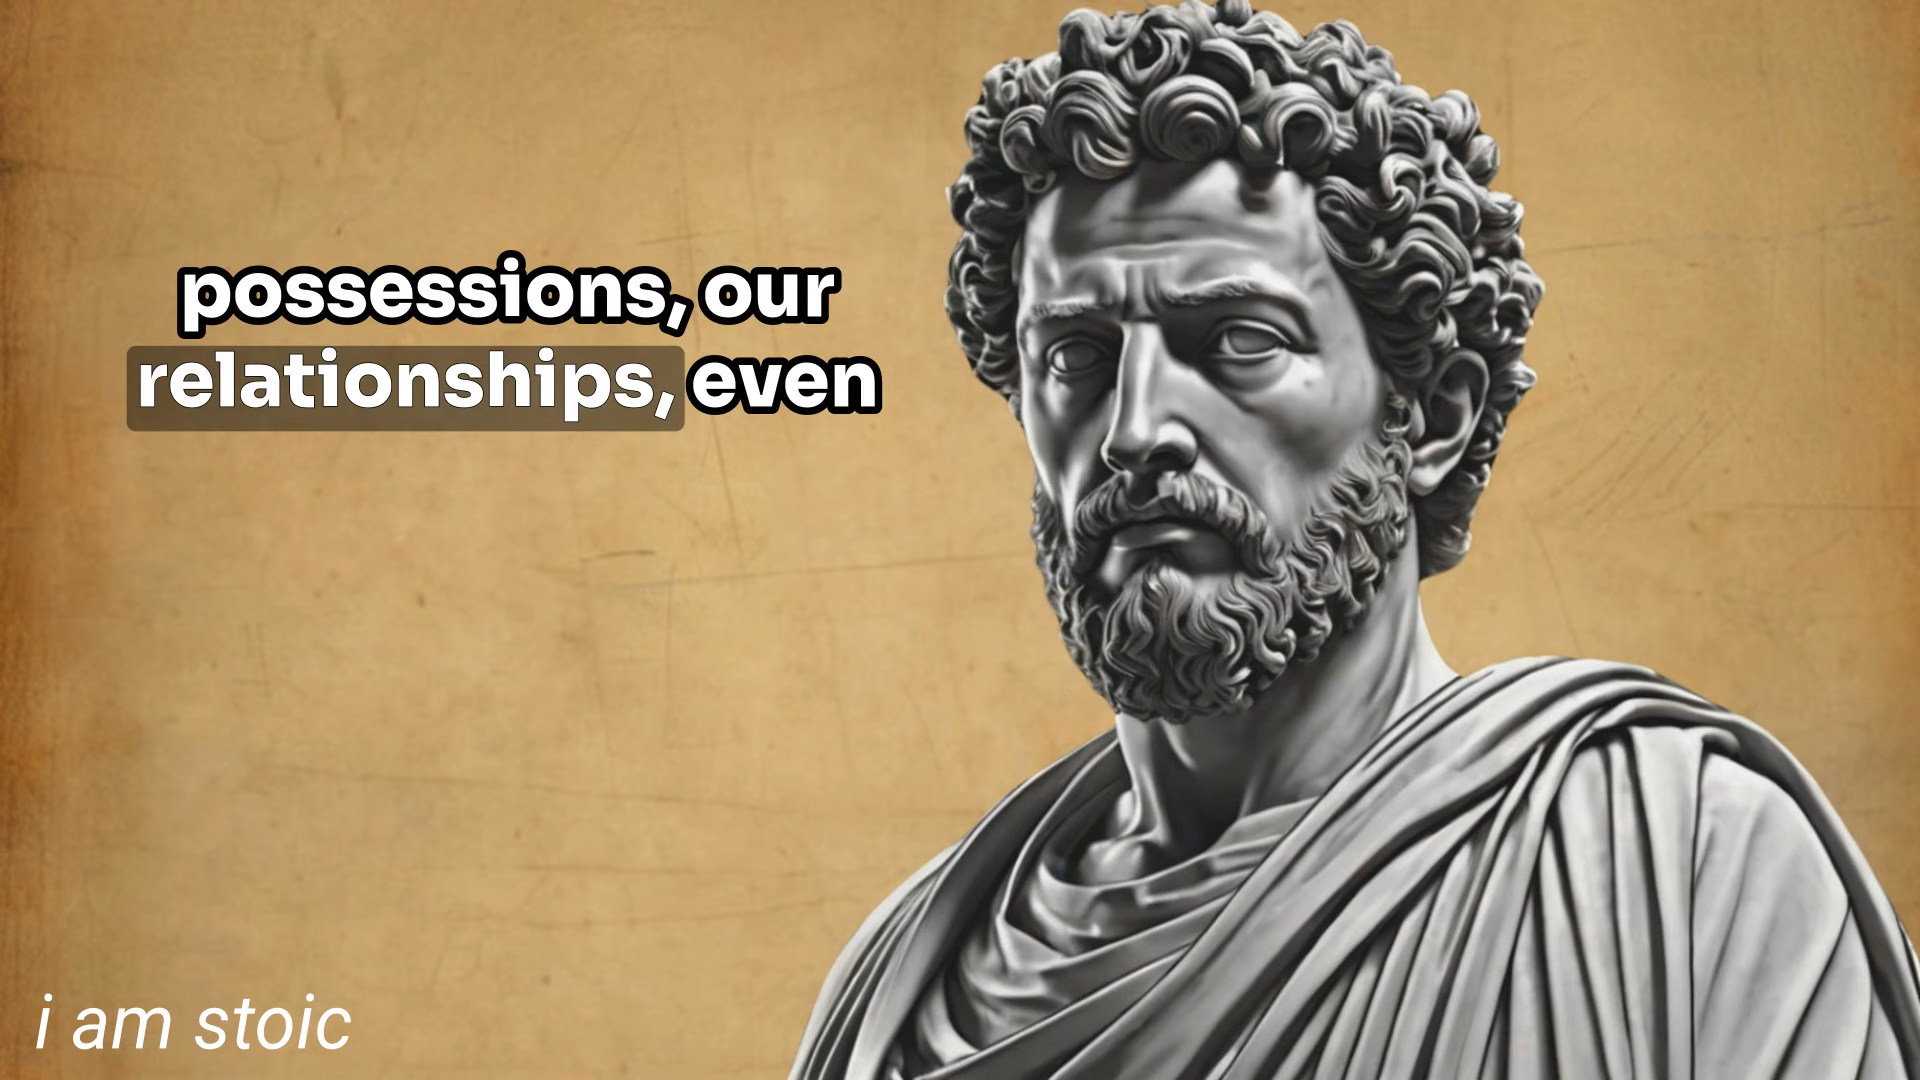 possessions, our
relationships, even
i am stoic